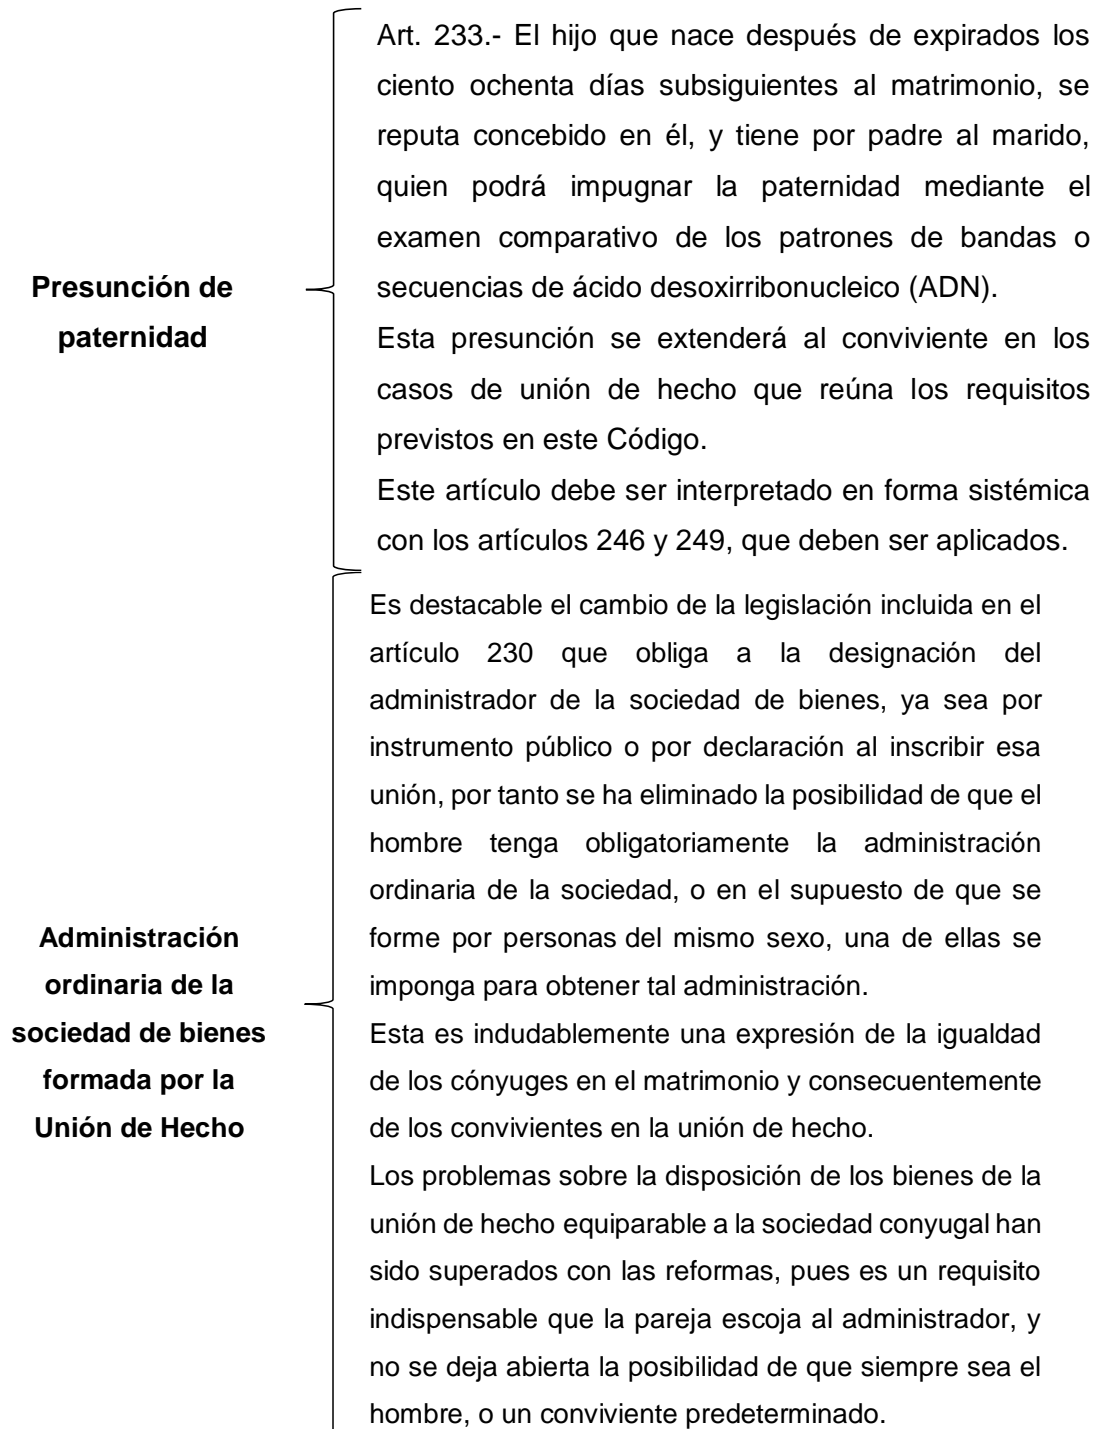 Presunción de
paternidad
Art. 233.- El hijo que nace después de expirados los
ciento ochenta días subsiguientes al matrimonio, se
reputa concebido en él, y tiene por padre al marido,
quien podrá impugnar la paternidad mediante el
examen comparativo de los patrones de bandas o
secuencias de ácido desoxirribonucleico (ADN).
Esta presunción se extenderá al conviviente en los
casos de unión de hecho que reúna los requisitos
previstos en este Código.
Este artículo debe ser interpretado en forma sistémica
con los artículos 246 y 249, que deben ser aplicados.
Administración
ordinaria de la
sociedad de bienes
formada por la
Unión de Hecho
Es destacable el cambio de la legislación incluida en el
artículo 230 que obliga a la designación del
administrador de la sociedad de bienes, ya sea por
instrumento público o por declaración al inscribir esa
unión, por tanto se ha eliminado la posibilidad de que el
hombre tenga obligatoriamente la administración
ordinaria de la sociedad, o en el supuesto de que se
forme por personas del mismo sexo, una de ellas se
imponga para obtener tal administración.
Esta es indudablemente una expresión de la igualdad
de los cónyuges en el matrimonio y consecuentemente
de los convivientes en la unión de hecho.
Los problemas sobre la disposición de los bienes de la
unión de hecho equiparable a la sociedad conyugal han
sido superados con las reformas, pues es un requisito
indispensable que la pareja escoja al administrador, y
no se deja abierta la posibilidad de que siempre sea el
hombre, o un conviviente predeterminado.